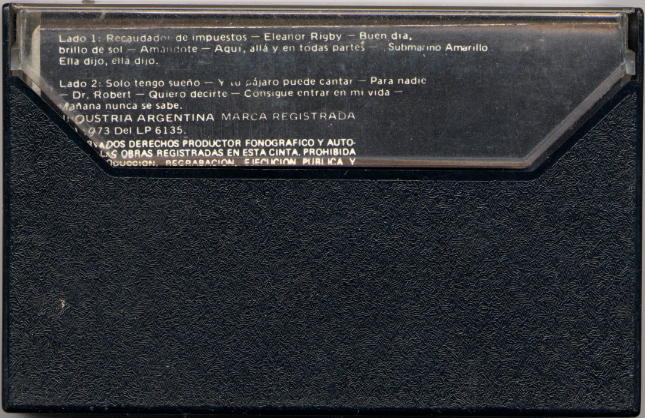 Lado 1: Recaudador de impuestos — Eleanor Rigby — Buen día,
brillo de sol — Amándote — Aquí, allá y en todas partes — Submarino Amarillo
Ella dijo, ella dijo.
Lado 2: Solo tengo sueño — Y tu pájaro puede cantar — Para nadie
— Dr. Robert — Quiero decirte — Consigue entrar en mi vida —
Mañana nunca se sabe.
INDUSTRIA ARGENTINA MARCA REGISTRADA
1973 Del LP 6135.
DERECHOS PRODUCTOR FONOGRAFICO Y AUTO-
LAS OBRAS REGISTRADAS EN ESTA CINTA. PROHIBIDA
REGRABACION, EJECUCION PUBLICA Y